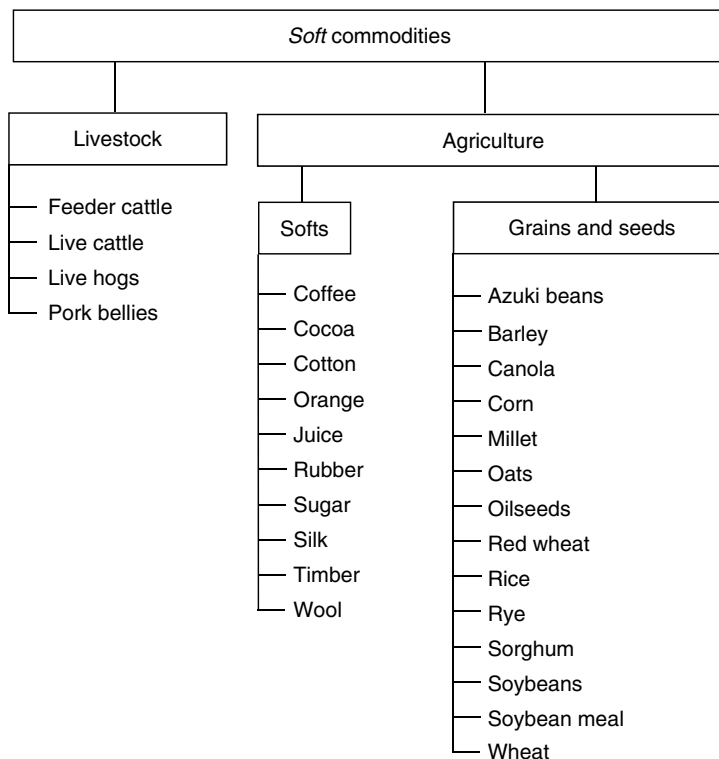 Soft commodities
Livestock
Agriculture
Feeder cattle
Live cattle
Live hogs
Pork bellies
Softs
Coffee
Cocoa
Cotton
Orange
Juice
Rubber
Sugar
Silk
Timber
Wool
Grains and seeds
Azuki beans
Barley
Canola
Corn
Millet
Oats
Oilseeds
Red wheat
Rice
Rye
Sorghum
Soybeans
Soybean meal
Wheat